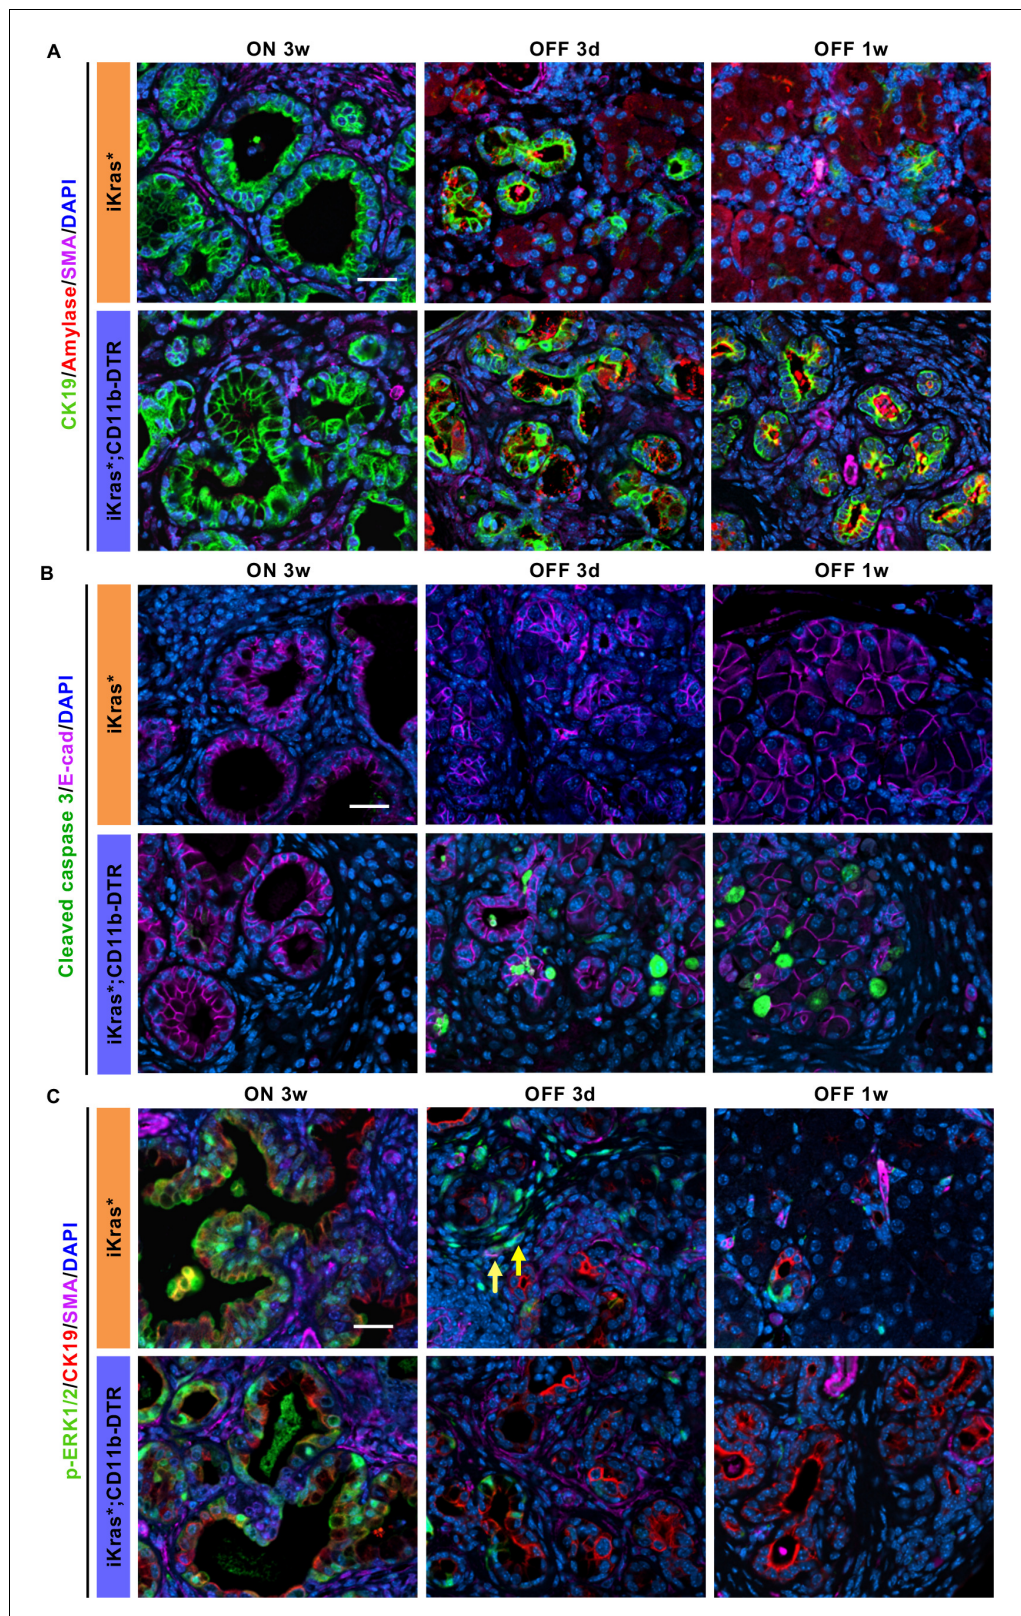 A
ON 3w OFF 3d OFF 1w
CK19/Amylase/SMA/DAPI
iKras*
iKras*;CD11b-DTR
B
ON 3w OFF 3d OFF 1w
Cleaved caspase 3/E-cad/DAPI
iKras*
iKras*;CD11b-DTR
C
ON 3w OFF 3d OFF 1w
p-ERK1/2/CK19/SMA/DAPI
iKras*
iKras*;CD11b-DTR